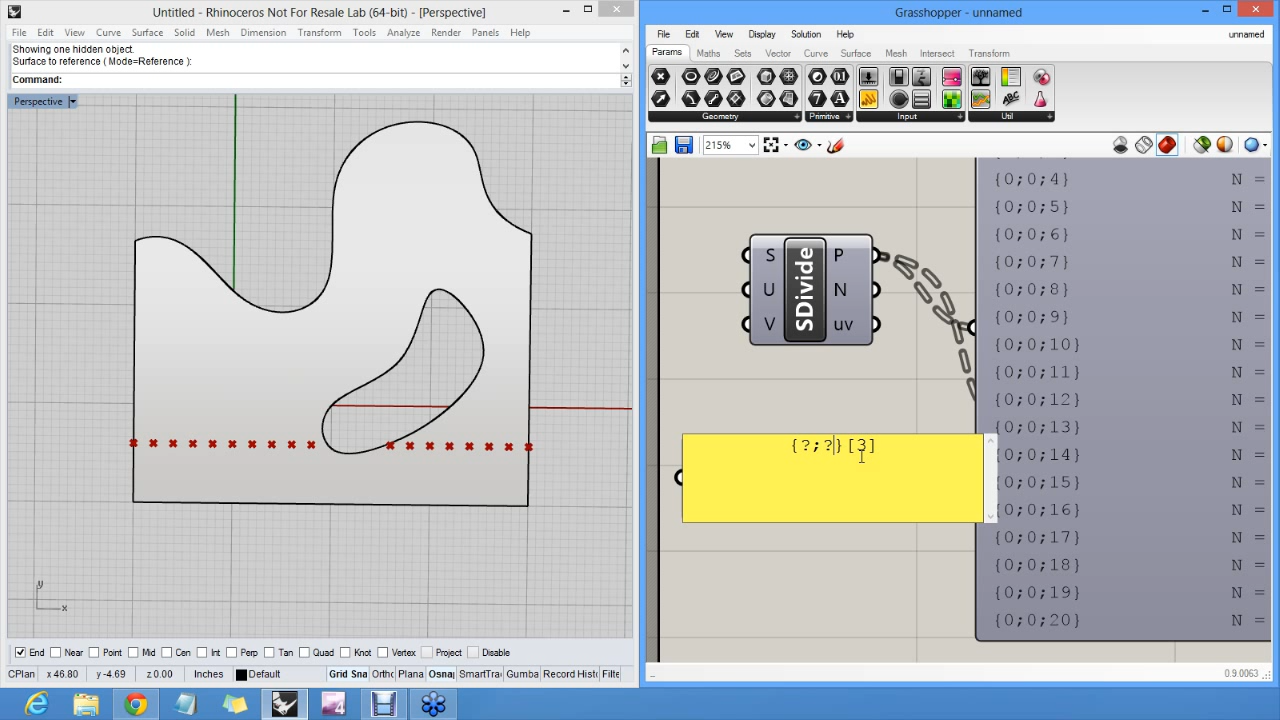 Untitled - Rhinoceros Not For Resale Lab (64-bit) - [Perspective]
File Edit View Curve Surface Solid Mesh Dimension Transform Tools Analyze Render Panels Help
Showing one hidden object.
Surface to reference ( Mode=Reference ):
Command:
Perspective
y
x
End Near Point Mid Cen Int Perp Tan Quad Knot Vertex Project Disable
CPlan x 46.80 y -4.69 z 0.00 Inches Default Grid Sna Ortho Plana Osnap SmartTrac Gumba Record Histo Filte
Grasshopper - unnamed
File Edit View Display Solution Help unnamed
Params Maths Sets Vector Curve Surface Mesh Intersect Transform
Geometry Primitive Input Util
215%
{0;0;4} N =
{0;0;5} N =
{0;0;6} N =
{0;0;7} N =
{0;0;8} N =
{0;0;9} N =
{0;0;10} N =
{0;0;11} N =
{0;0;12} N =
{0;0;13} N =
{0;0;14} N =
{0;0;15} N =
{0;0;16} N =
{0;0;17} N =
{0;0;18} N =
{0;0;19} N =
{0;0;20} N =
S P
U N
V uv
SDivide
{?;?}[3]
0.9.0063